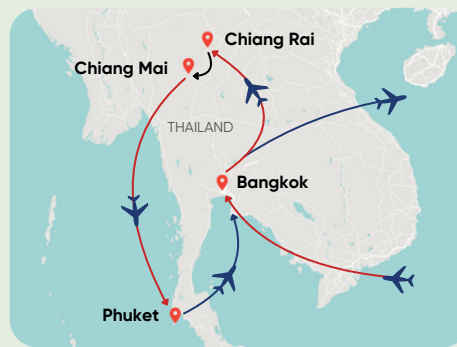 Chiang Rai
Chiang Mai
THAILAND
Bangkok
Phuket